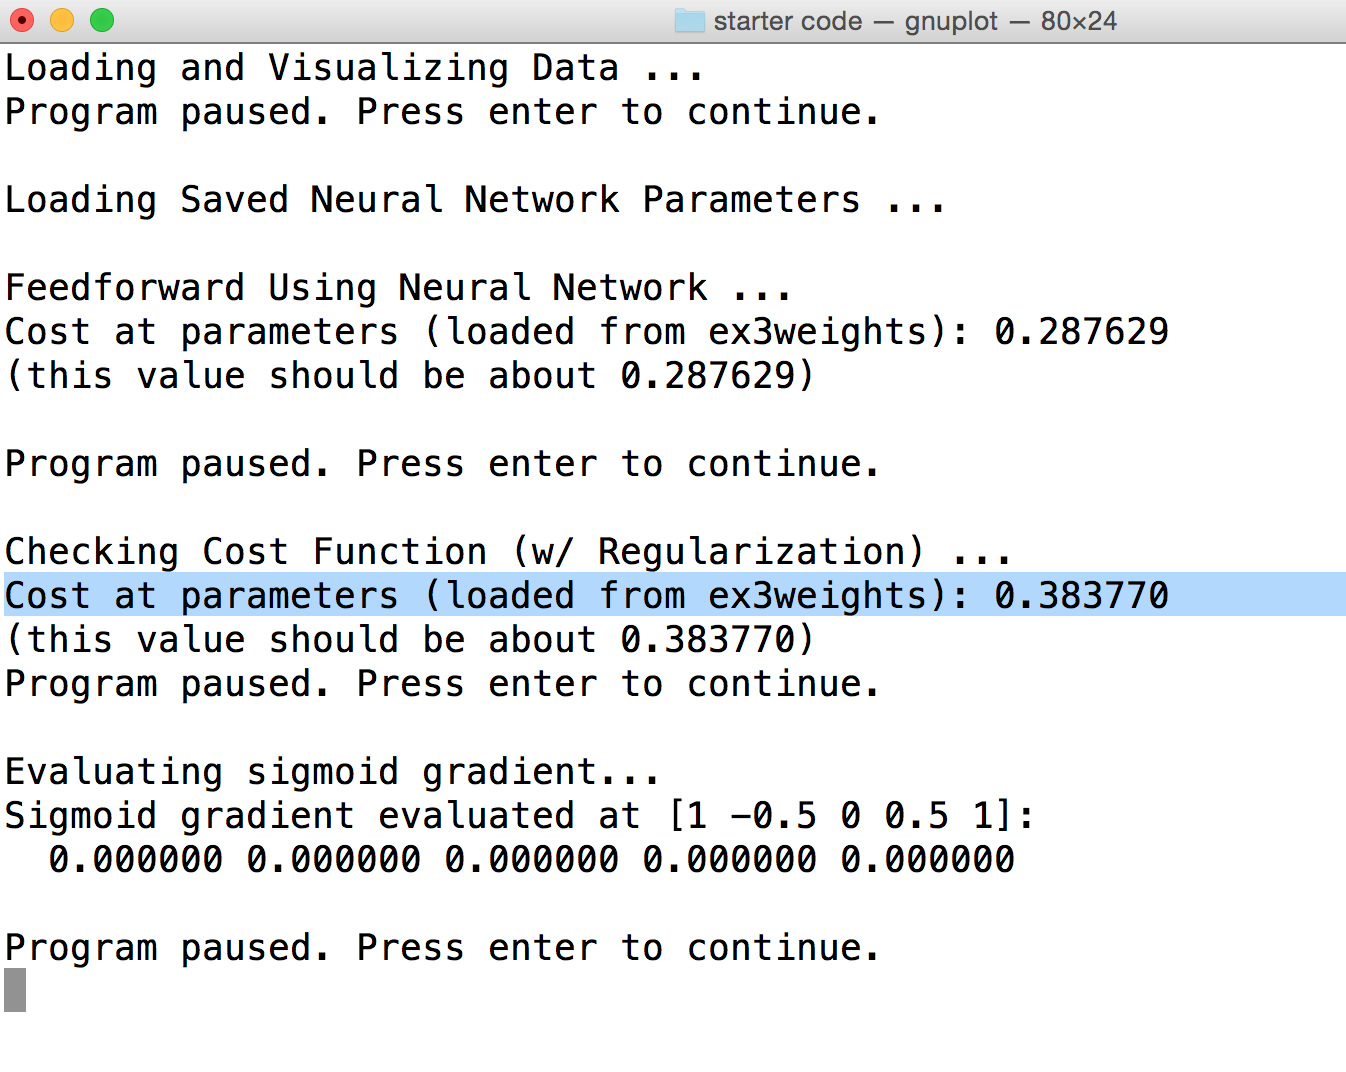 starter code — gnuplot — 80×24
Loading and Visualizing Data ...
Program paused. Press enter to continue.
Loading Saved Neural Network Parameters ...
Feedforward Using Neural Network ...
Cost at parameters (loaded from ex3weights): 0.287629
(this value should be about 0.287629)
Program paused. Press enter to continue.
Checking Cost Function (w/ Regularization) ...
Cost at parameters (loaded from ex3weights): 0.383770
(this value should be about 0.383770)
Program paused. Press enter to continue.
Evaluating sigmoid gradient...
Sigmoid gradient evaluated at [1 -0.5 0 0.5 1]:
0.000000 0.000000 0.000000 0.000000 0.000000
Program paused. Press enter to continue.